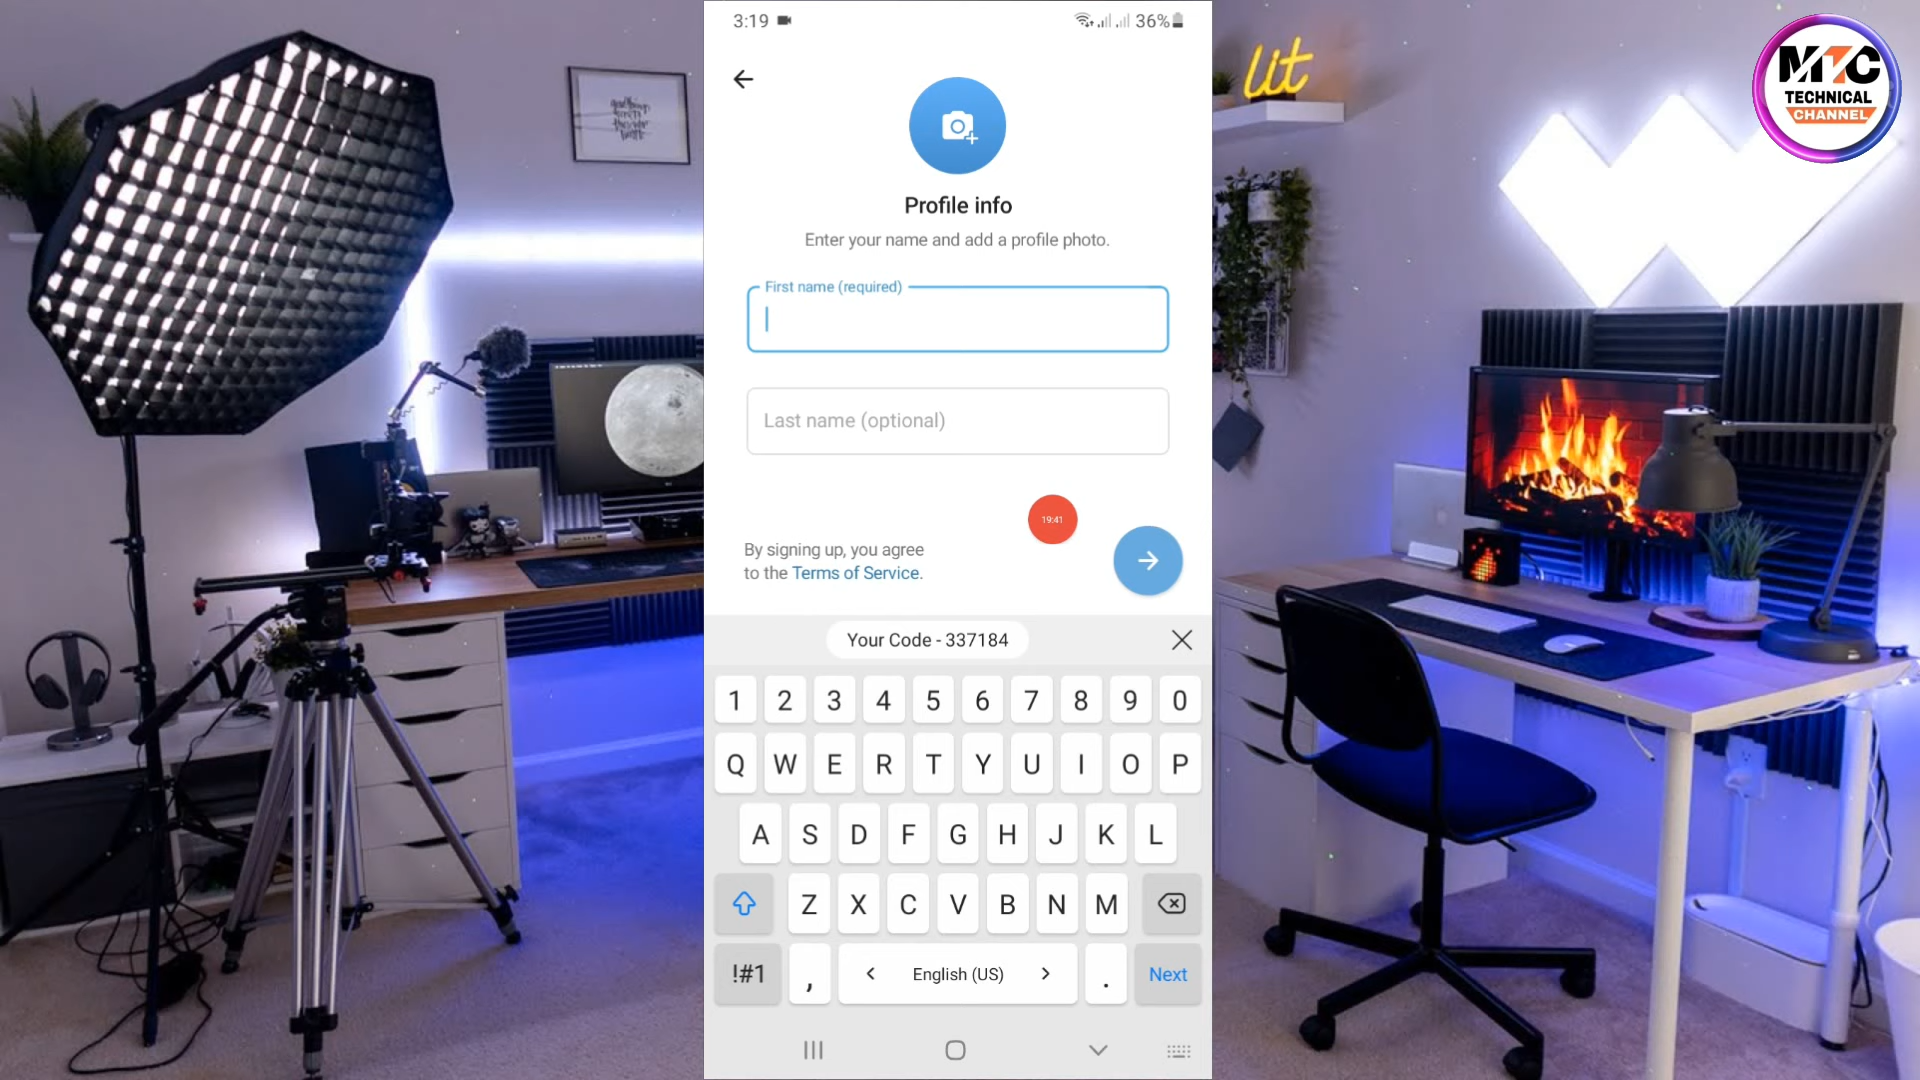 3:19
36%
Profile info
Enter your name and add a profile photo.
First name (required)
Last name (optional)
19:41
By signing up, you agree
to the Terms of Service.
Your Code - 337184
1 2 3 4 5 6 7 8 9 0
Q W E R T Y U I O P
A S D F G H J K L
Z X C V B N M
!#1 , < English (US) > . Next
lit
MTC
TECHNICAL
CHANNEL